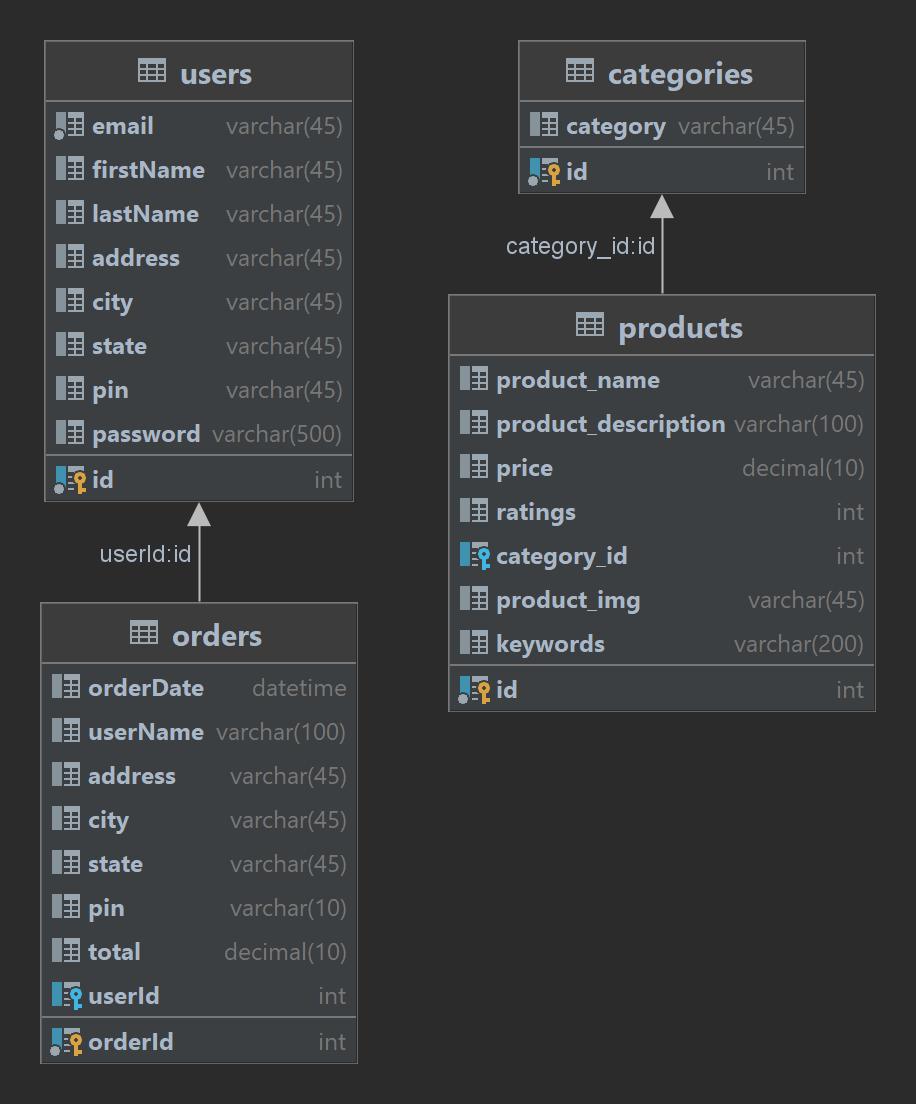 users
email varchar(45)
firstName varchar(45)
lastName varchar(45)
address varchar(45)
city varchar(45)
state varchar(45)
pin varchar(45)
password varchar(500)
id int
userId:id
orders
orderDate datetime
userName varchar(100)
address varchar(45)
city varchar(45)
state varchar(45)
pin varchar(10)
total decimal(10)
userId int
orderId int
categories
category varchar(45)
id int
category_id:id
products
product_name varchar(45)
product_description varchar(100)
price decimal(10)
ratings int
category_id int
product_img varchar(45)
keywords varchar(200)
id int